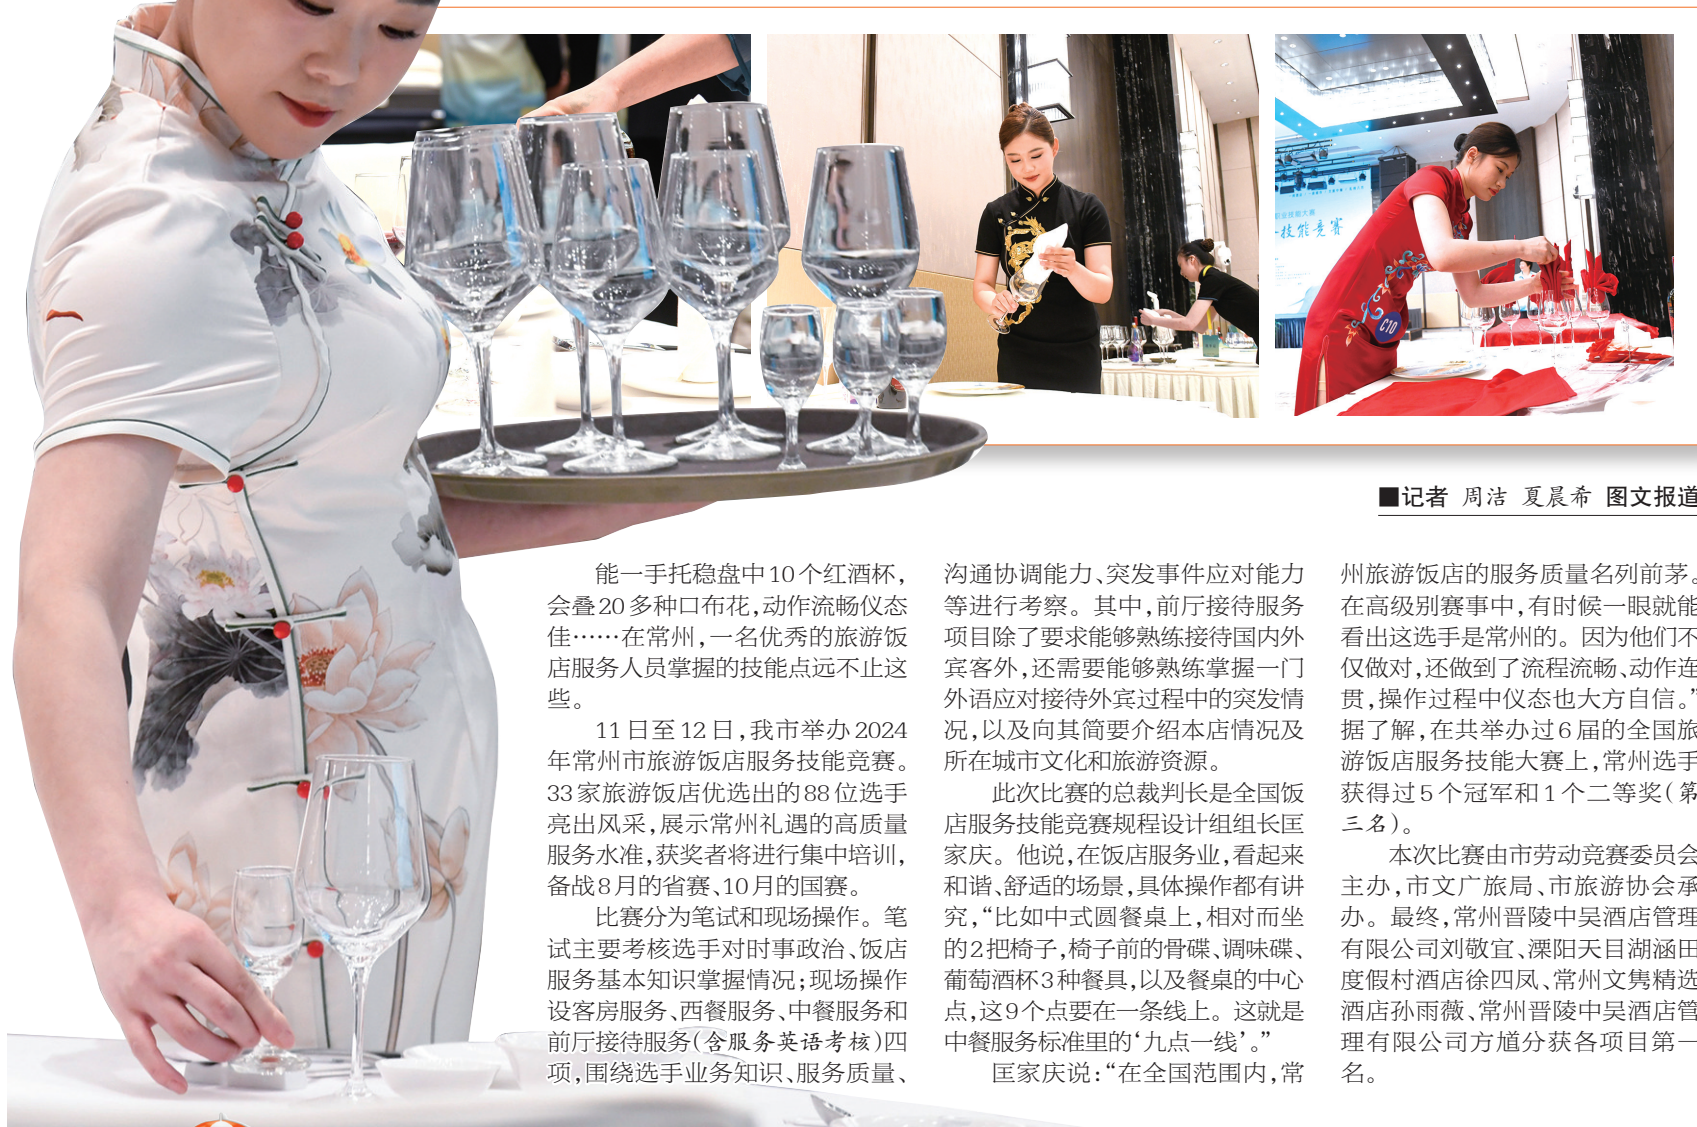 C10
技能竞赛
■记者 周洁 夏晨希 图文报道
能一手托稳盘中10个红酒杯，
会叠20多种口布花，动作流畅仪态
佳……在常州，一名优秀的旅游饭
店服务人员掌握的技能点远不止这
些。
11日至12日，我市举办2024
年常州市旅游饭店服务技能竞赛。
33家旅游饭店优选出的88位选手
亮出风采，展示常州礼遇的高质量
服务水准，获奖者将进行集中培训，
备战8月的省赛、10月的国赛。
比赛分为笔试和现场操作。笔
试主要考核选手对时事政治、饭店
服务基本知识掌握情况；现场操作
设客房服务、西餐服务、中餐服务和
前厅接待服务（含服务英语考核）四
项，围绕选手业务知识、服务质量、
沟通协调能力、突发事件应对能力
等进行考察。其中，前厅接待服务
项目除了要求能够熟练接待国内外
宾客外，还需要能够熟练掌握一门
外语应对接待外宾过程中的突发情
况，以及向其简要介绍本店情况及
所在城市文化和旅游资源。
此次比赛的总裁判长是全国饭
店服务技能竞赛规程设计组组长匡
家庆。他说，在饭店服务业，看起来
和谐、舒适的场景，具体操作都有讲
究，“比如中式圆餐桌上，相对而坐
的2把椅子，椅子前的骨碟、调味碟、
葡萄酒杯3种餐具，以及餐桌的中心
点，这9个点要在一条线上。这就是
中餐服务标准里的‘九点一线’。”
匡家庆说：“在全国范围内，常
州旅游饭店的服务质量名列前茅。
在高级别赛事中，有时候一眼就能
看出这选手是常州的。因为他们不
仅做对，还做到了流程流畅、动作连
贯，操作过程中仪态也大方自信。”
据了解，在共举办过6届的全国旅
游饭店服务技能大赛上，常州选手
获得过5个冠军和1个二等奖（第
三名）。
本次比赛由市劳动竞赛委员会
主办，市文广旅局、市旅游协会承
办。最终，常州晋陵中吴酒店管理
有限公司刘敬宜、溧阳天目湖涵田
度假村酒店徐四凤、常州文隽精选
酒店孙雨薇、常州晋陵中吴酒店管
理有限公司方馗分获各项目第一
名。